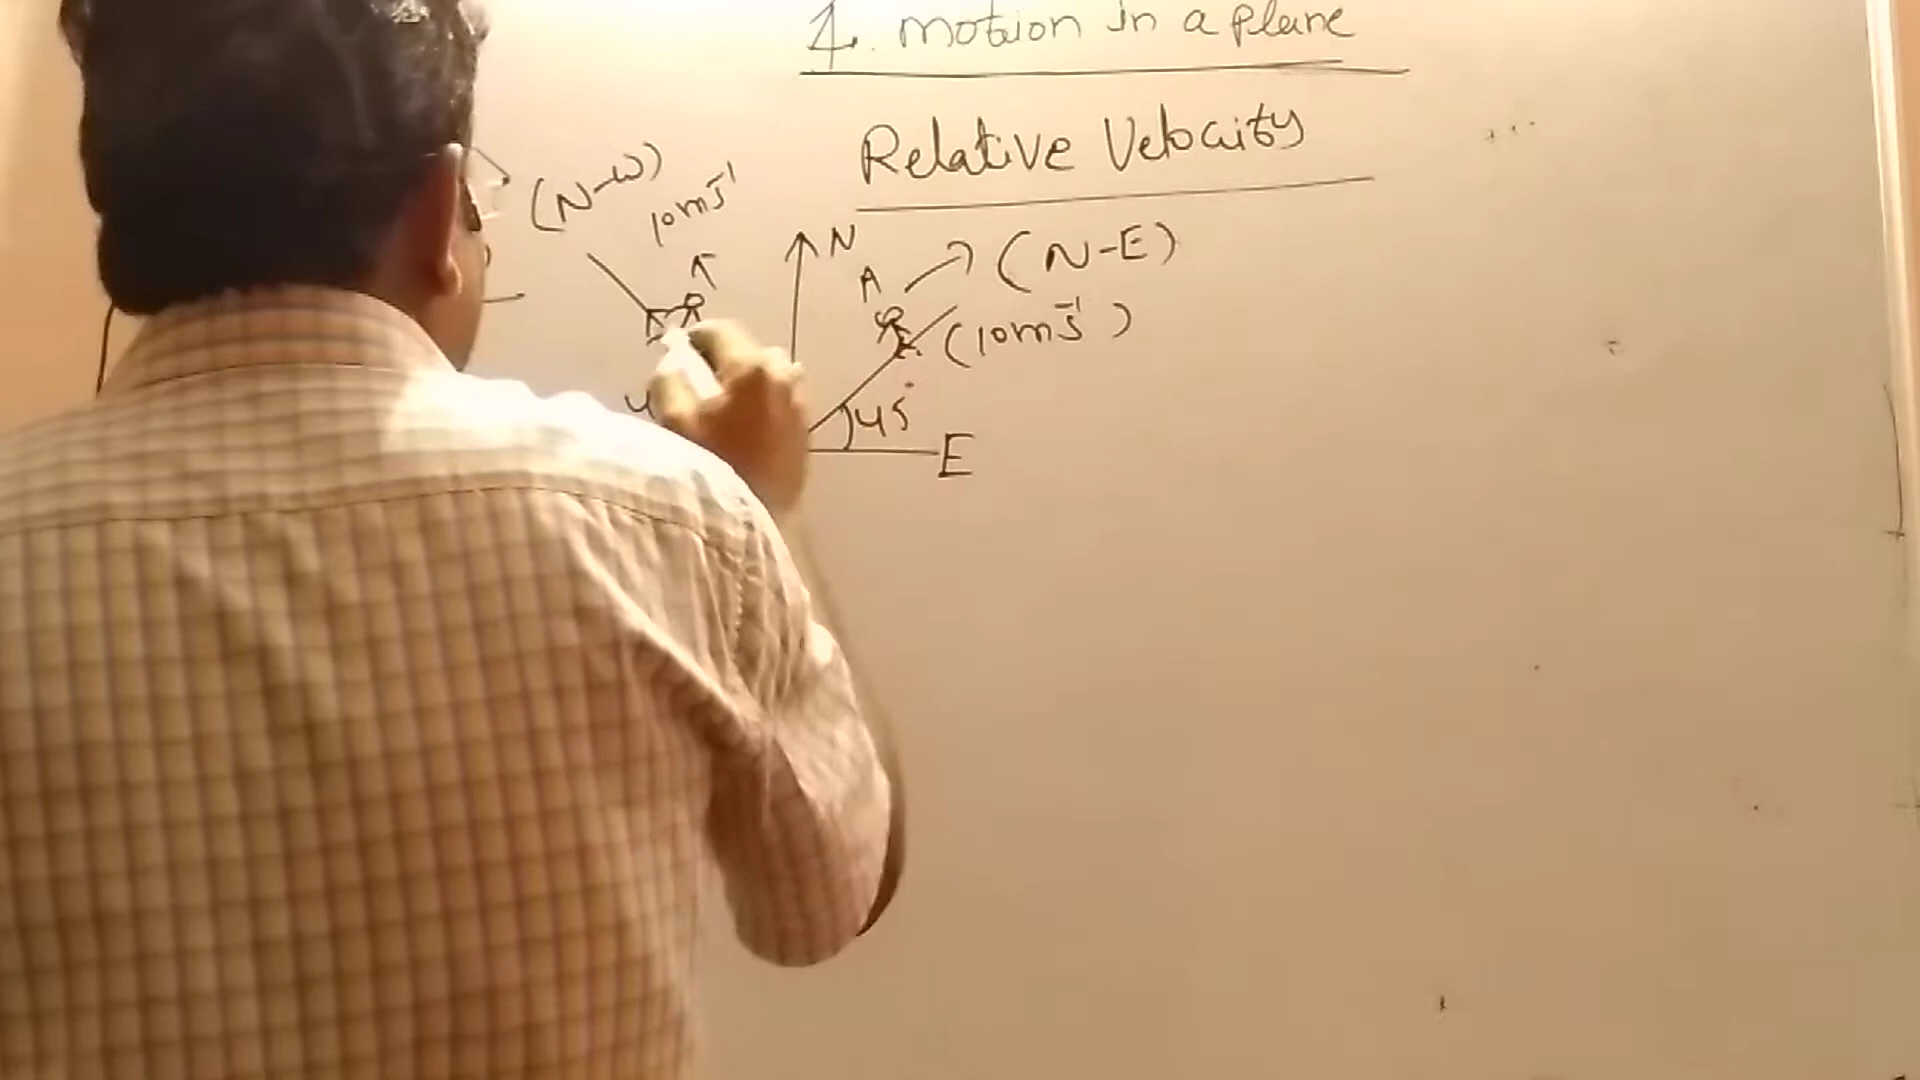 4. motion in a plane
Relative Velocity
(N-W)
10ms⁻¹
N
A
(N-E)
(10ms⁻¹)
45°
E